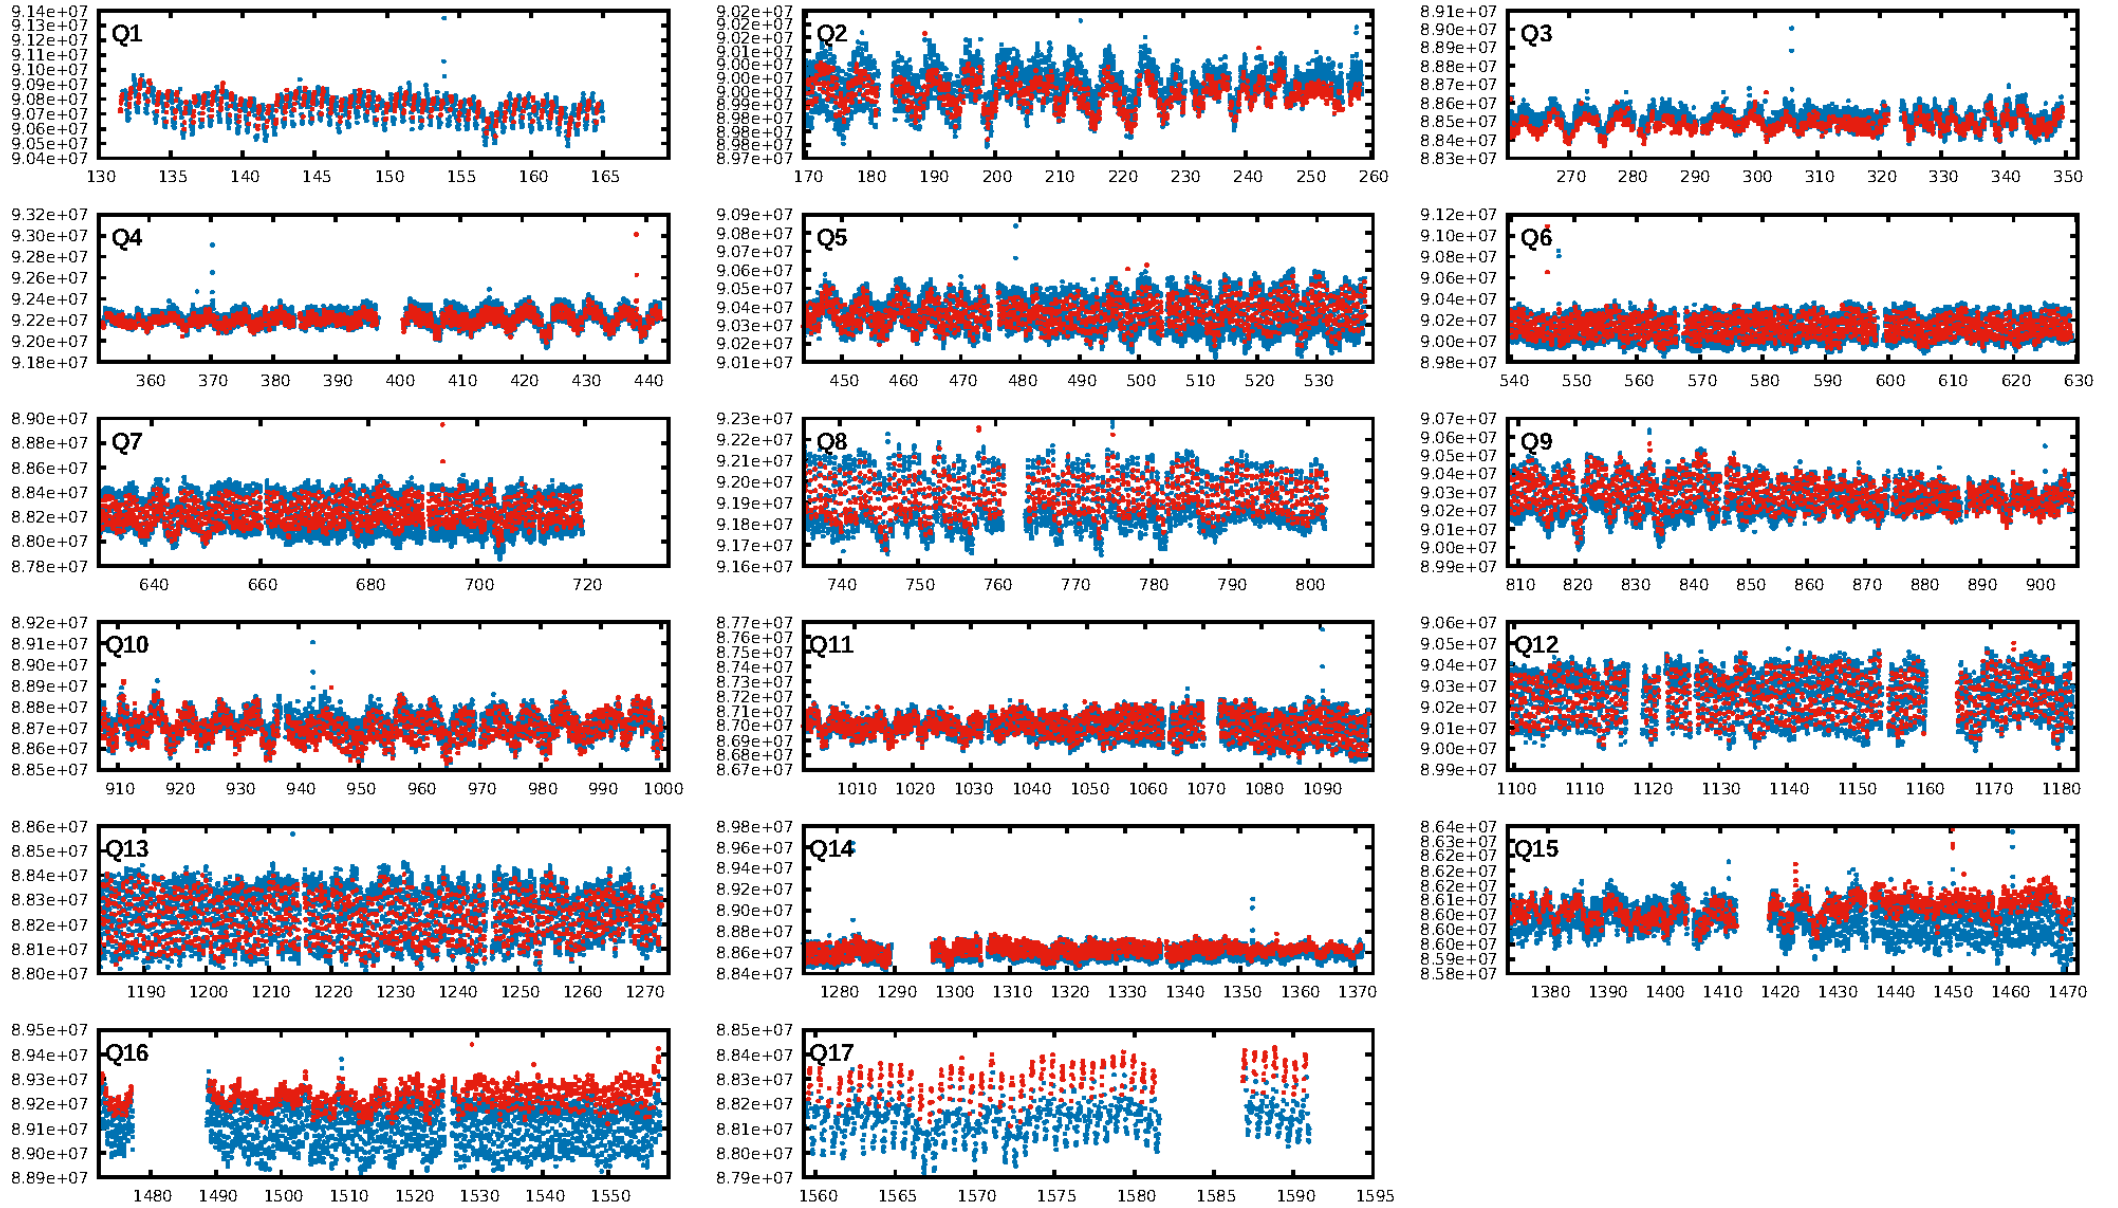 Q1
9.14e+07
9.13e+07
9.12e+07
9.11e+07
9.10e+07
9.09e+07
9.08e+07
9.07e+07
9.06e+07
9.05e+07
9.04e+07
130 135 140 145 150 155 160 165
Q2
9.02e+07
9.02e+07
9.01e+07
9.01e+07
9.00e+07
9.00e+07
8.99e+07
8.99e+07
8.98e+07
8.98e+07
8.97e+07
170 180 190 200 210 220 230 240 250 260
Q3
8.91e+07
8.90e+07
8.89e+07
8.88e+07
8.87e+07
8.86e+07
8.85e+07
8.84e+07
8.83e+07
270 280 290 300 310 320 330 340 350
Q4
9.32e+07
9.30e+07
9.28e+07
9.26e+07
9.24e+07
9.22e+07
9.20e+07
9.18e+07
360 370 380 390 400 410 420 430 440
Q5
9.09e+07
9.08e+07
9.07e+07
9.06e+07
9.05e+07
9.04e+07
9.03e+07
9.02e+07
9.01e+07
450 460 470 480 490 500 510 520 530
Q6
9.12e+07
9.10e+07
9.08e+07
9.06e+07
9.04e+07
9.02e+07
9.00e+07
8.98e+07
540 550 560 570 580 590 600 610 620 630
Q7
8.90e+07
8.88e+07
8.86e+07
8.84e+07
8.82e+07
8.80e+07
8.78e+07
640 660 680 700 720
Q8
9.23e+07
9.22e+07
9.21e+07
9.20e+07
9.19e+07
9.18e+07
9.17e+07
9.16e+07
740 750 760 770 780 790 800
Q9
9.07e+07
9.06e+07
9.05e+07
9.04e+07
9.03e+07
9.02e+07
9.01e+07
9.00e+07
8.99e+07
810 820 830 840 850 860 870 880 890 900
Q10
8.92e+07
8.91e+07
8.90e+07
8.89e+07
8.88e+07
8.87e+07
8.86e+07
8.85e+07
910 920 930 940 950 960 970 980 990 1000
Q11
8.77e+07
8.76e+07
8.75e+07
8.74e+07
8.73e+07
8.72e+07
8.71e+07
8.70e+07
8.69e+07
8.68e+07
8.67e+07
1010 1020 1030 1040 1050 1060 1070 1080 1090
Q12
9.06e+07
9.05e+07
9.04e+07
9.03e+07
9.02e+07
9.01e+07
9.00e+07
8.99e+07
1100 1110 1120 1130 1140 1150 1160 1170 1180
Q13
8.86e+07
8.85e+07
8.84e+07
8.83e+07
8.82e+07
8.81e+07
8.80e+07
1190 1200 1210 1220 1230 1240 1250 1260 1270
Q14
8.98e+07
8.96e+07
8.94e+07
8.92e+07
8.90e+07
8.88e+07
8.86e+07
8.84e+07
1280 1290 1300 1310 1320 1330 1340 1350 1360 1370
Q15
8.64e+07
8.63e+07
8.62e+07
8.62e+07
8.61e+07
8.60e+07
8.60e+07
8.59e+07
8.58e+07
1380 1390 1400 1410 1420 1430 1440 1450 1460 1470
Q16
8.95e+07
8.94e+07
8.93e+07
8.92e+07
8.91e+07
8.90e+07
8.89e+07
1480 1490 1500 1510 1520 1530 1540 1550
Q17
8.85e+07
8.84e+07
8.83e+07
8.82e+07
8.81e+07
8.80e+07
8.79e+07
1560 1565 1570 1575 1580 1585 1590 1595